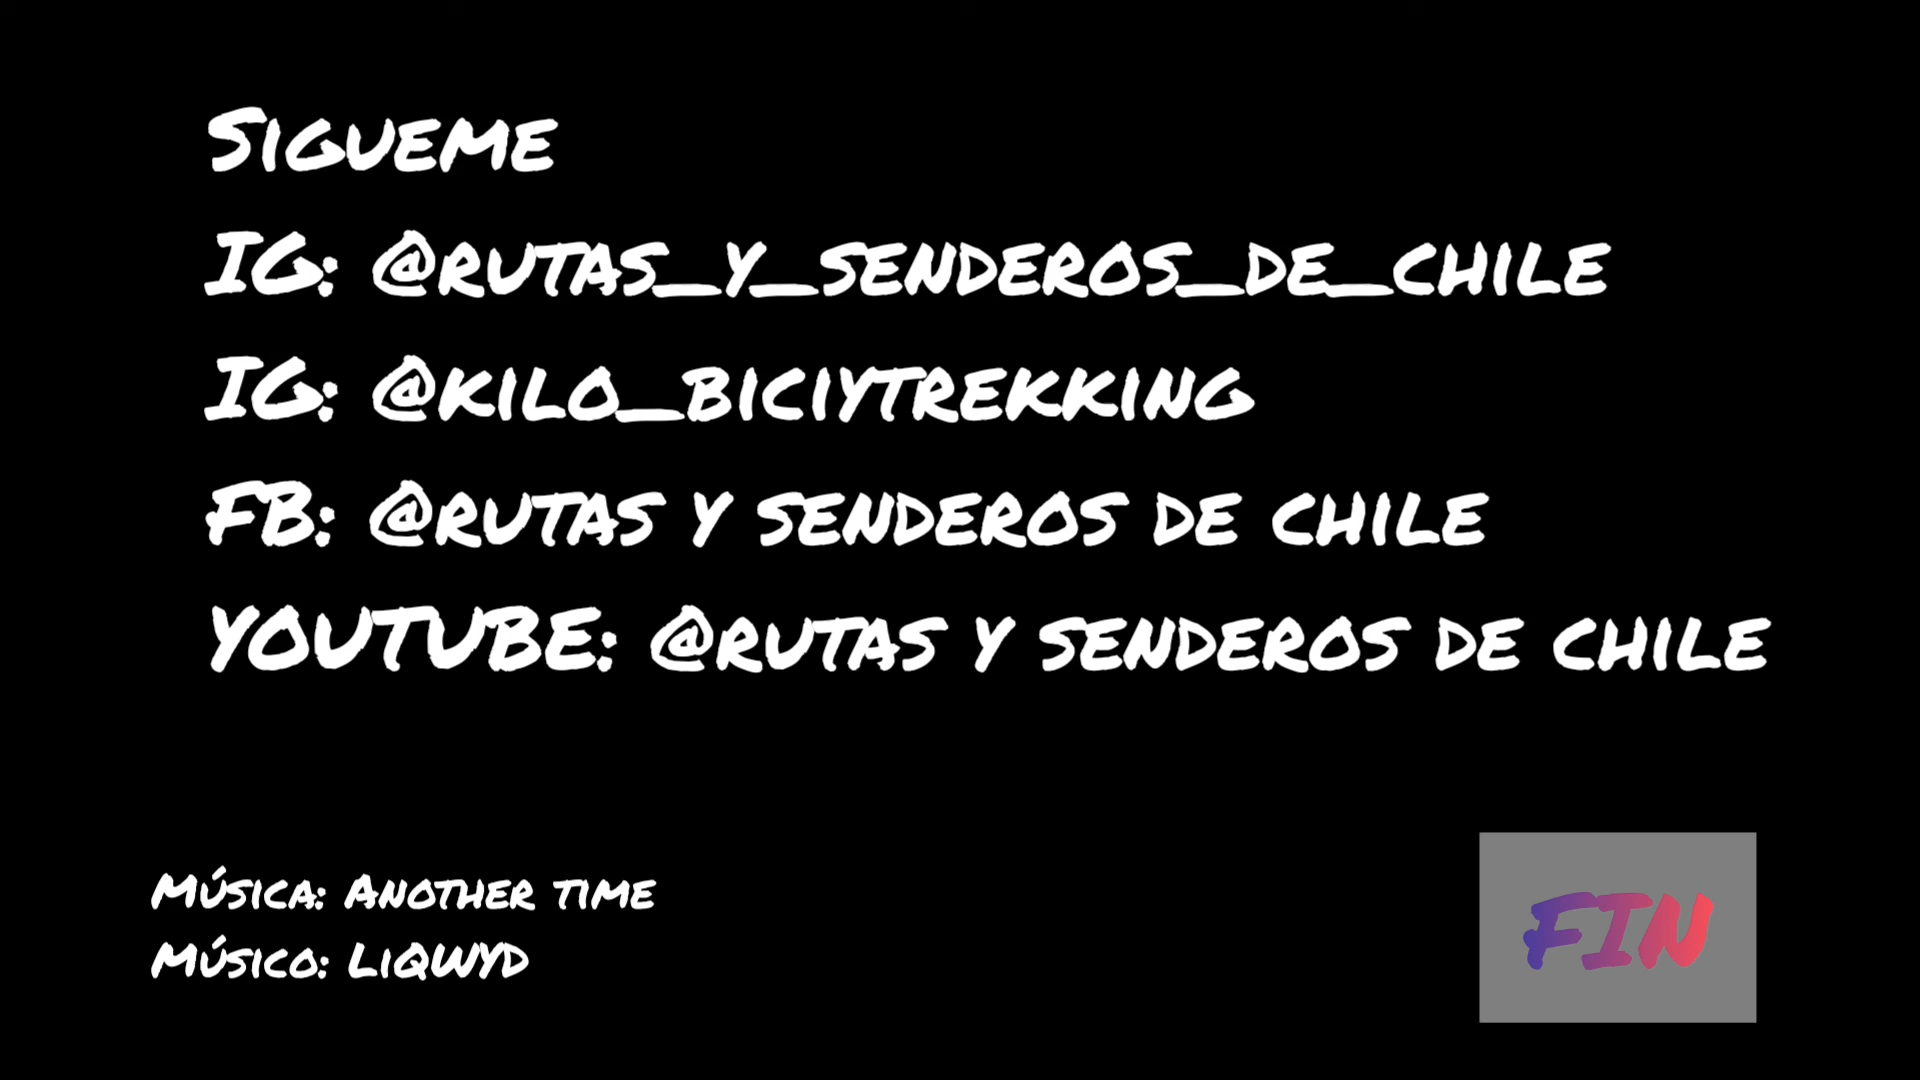 Sigueme
IG: @rutas_y_senderos_de_chile
IG: @kilo_biciytrekking
FB: @rutas y senderos de chile
YOUTUBE: @rutas y senderos de chile
Música: Another time
Músico: LiQWYD
FIN